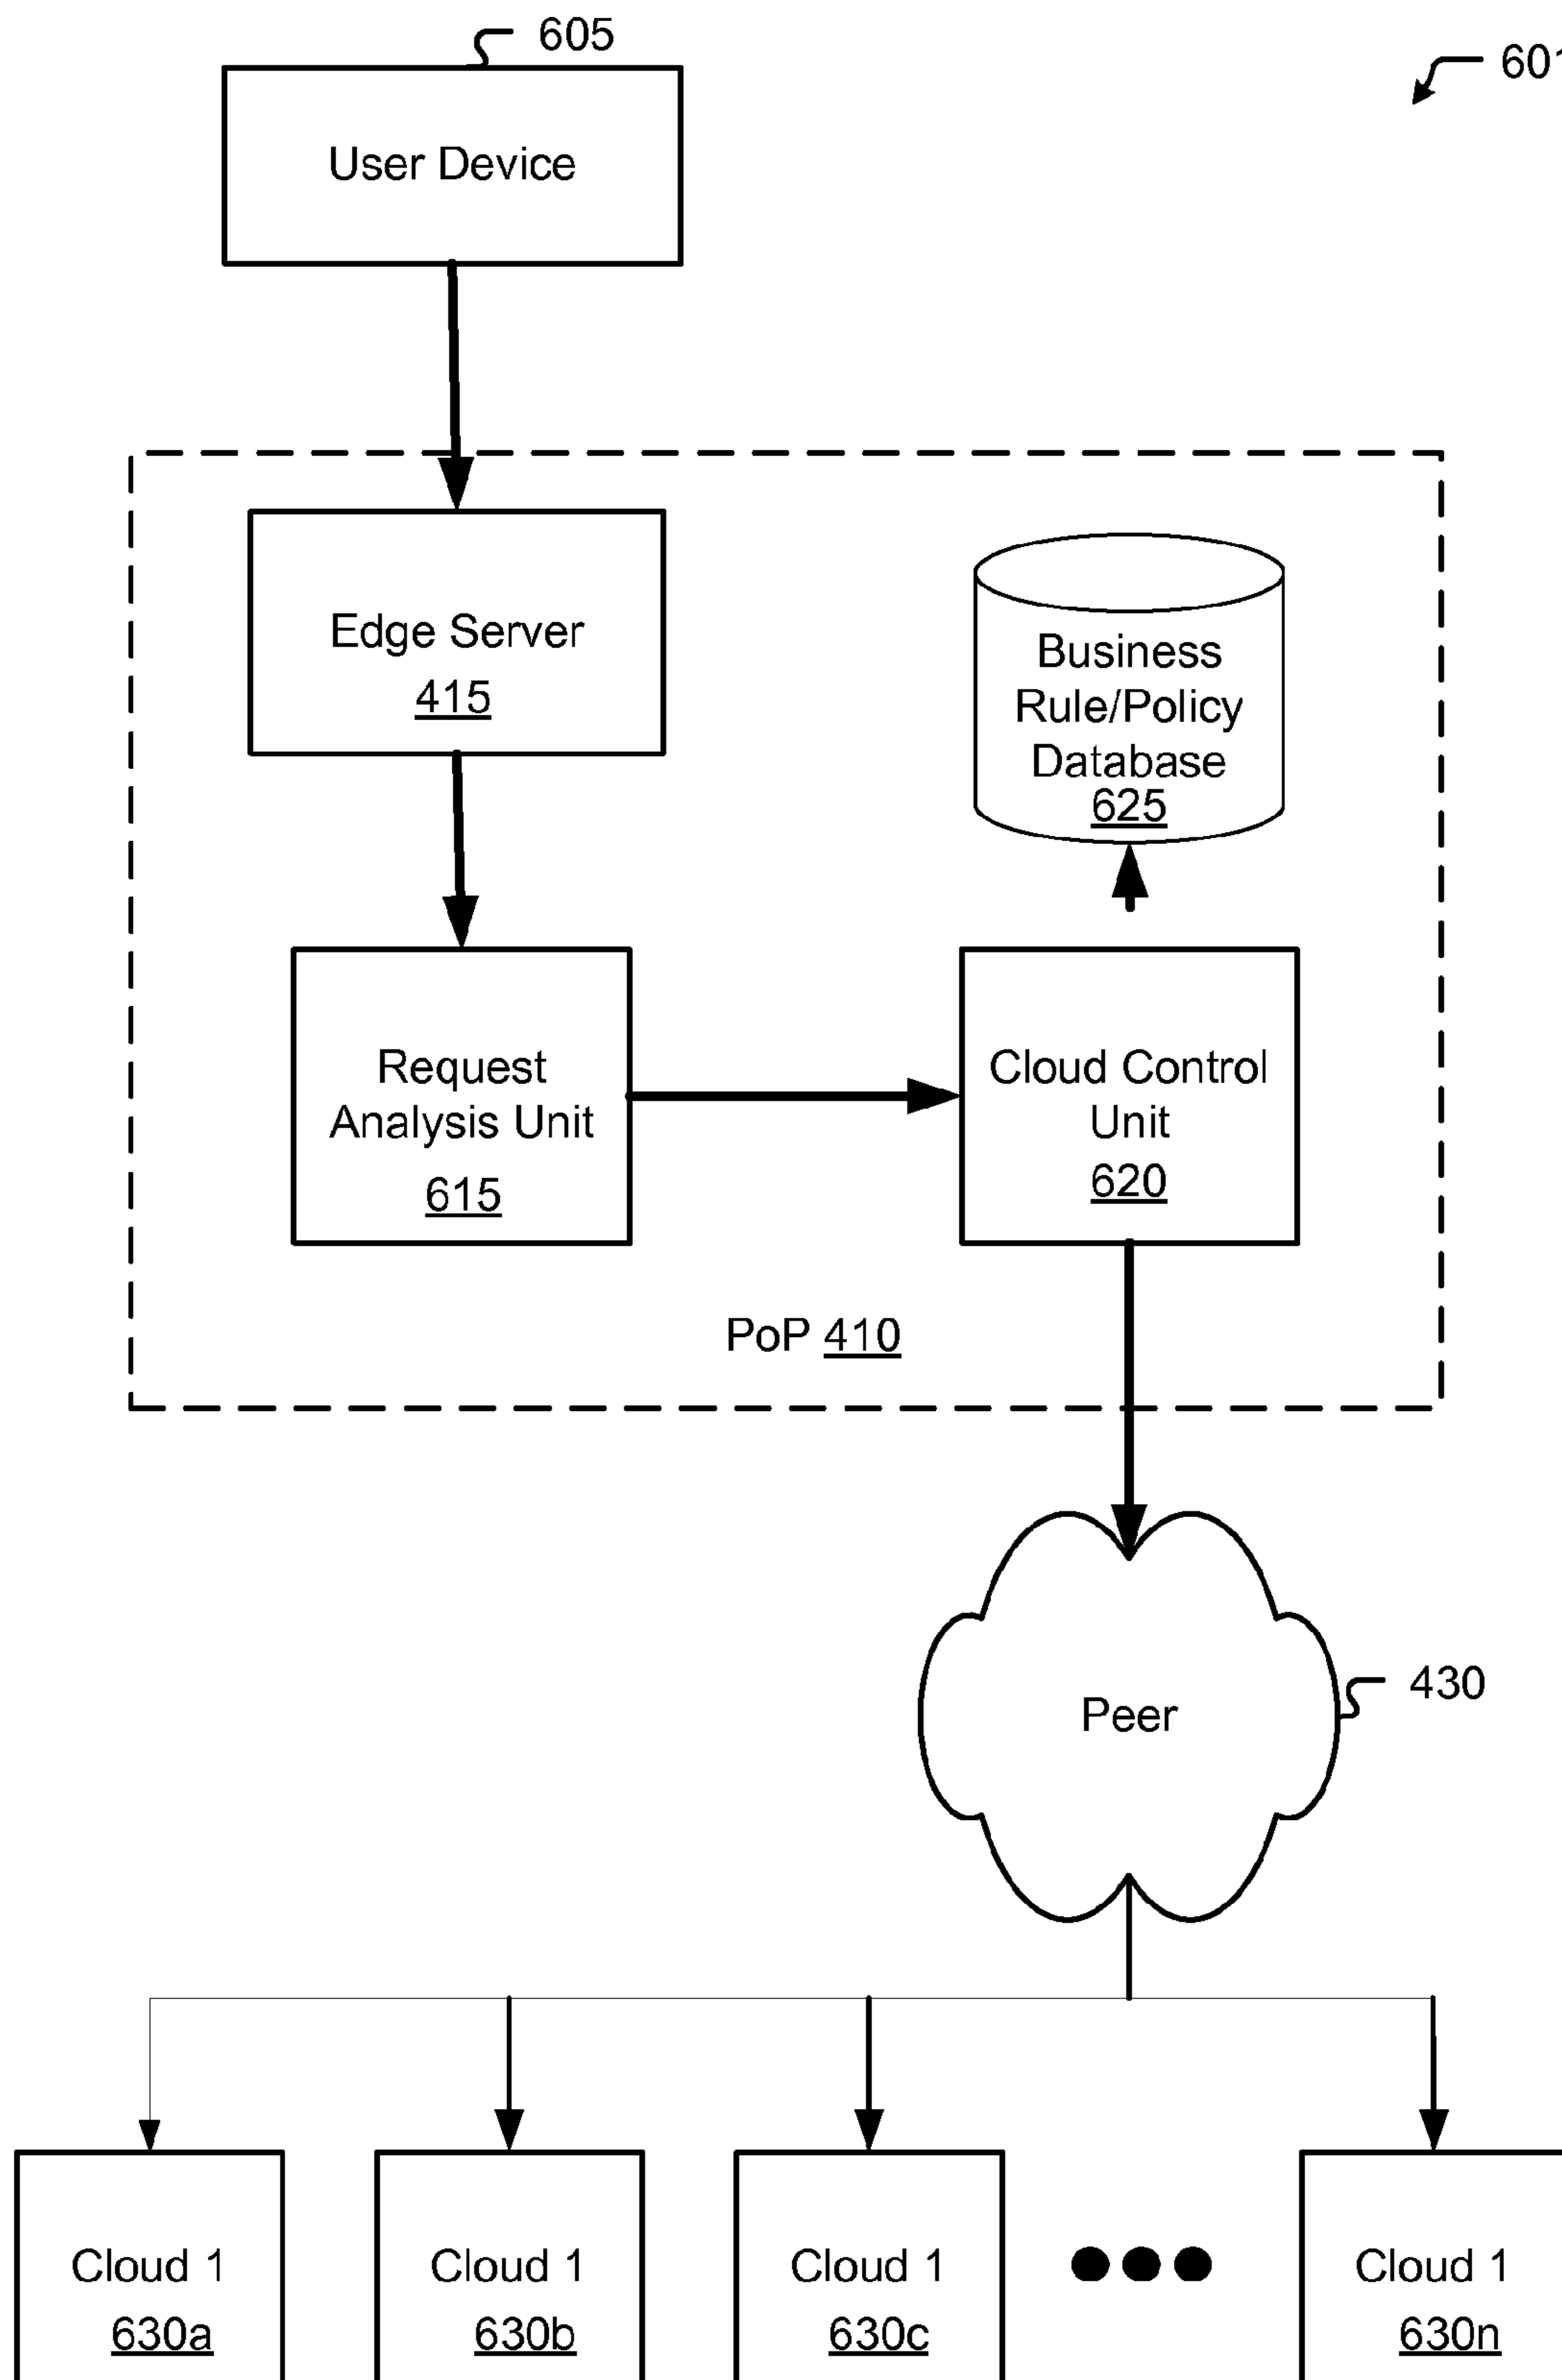 605
601
User Device
Edge Server
415
Business
Rule/Policy
Database
625
Request
Analysis Unit
615
Cloud Control
Unit
620
PoP 410
Peer
430
Cloud 1
630a
Cloud 1
630b
Cloud 1
630c
Cloud 1
630n